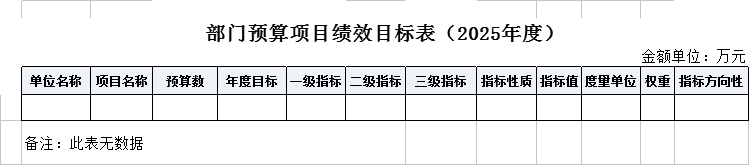 部门预算项目绩效目标表（2025年度）
金额单位：万元
单位名称 项目名称 预算数 年度目标 一级指标 二级指标 三级指标 指标性质 指标值 度量单位 权重 指标方向性
备注：此表无数据